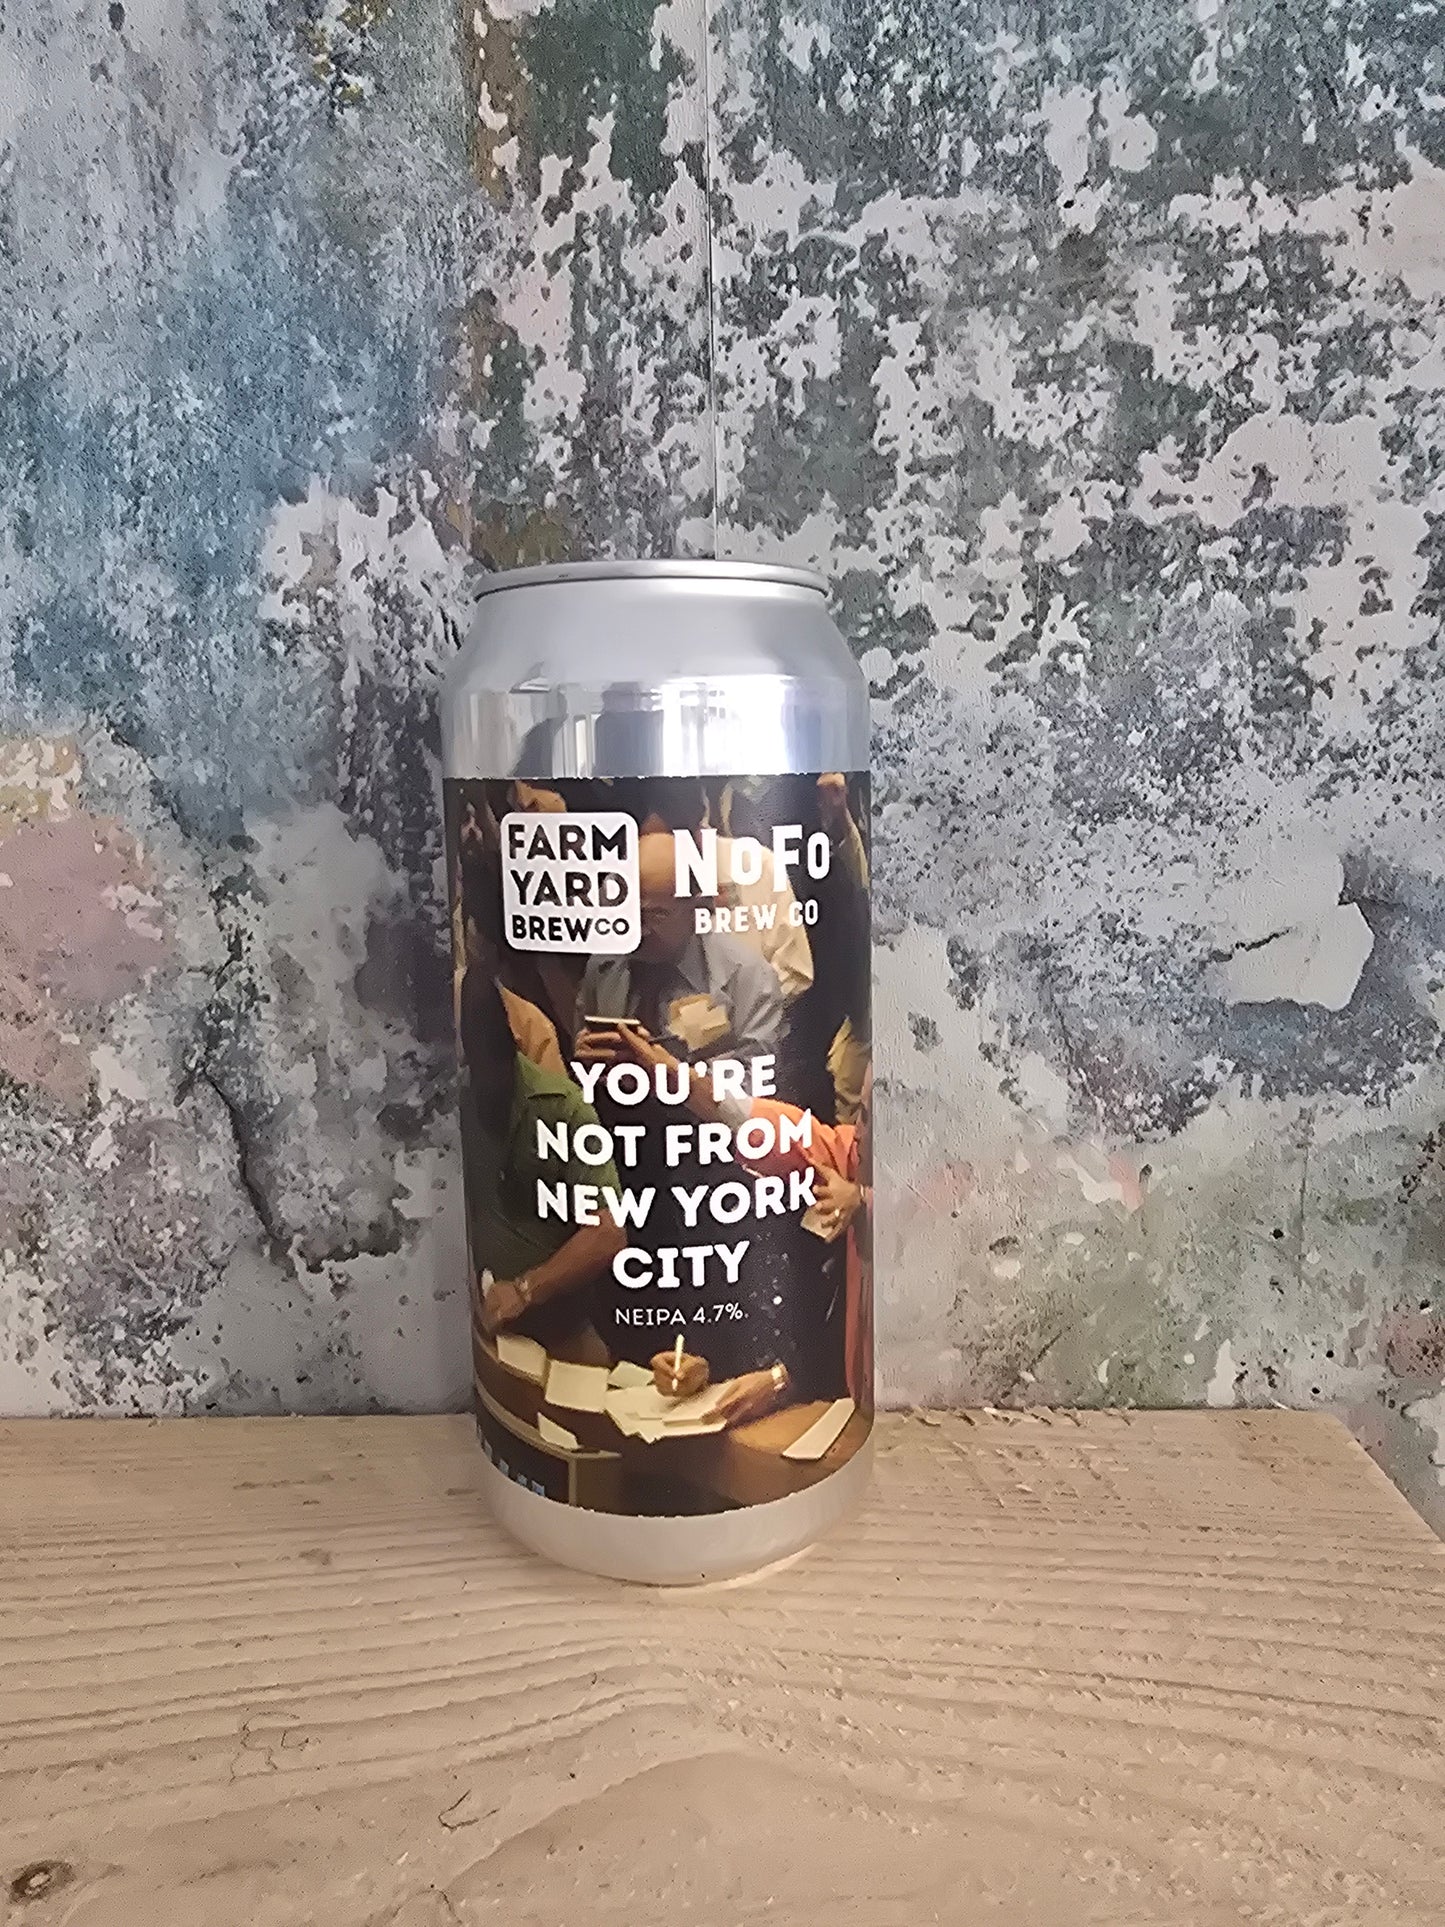 FARM
YARD
BREWCO
NOFO
BREW CO
YOU'RE
NOT FROM
NEW YORK
CITY
NEIPA 4.7%